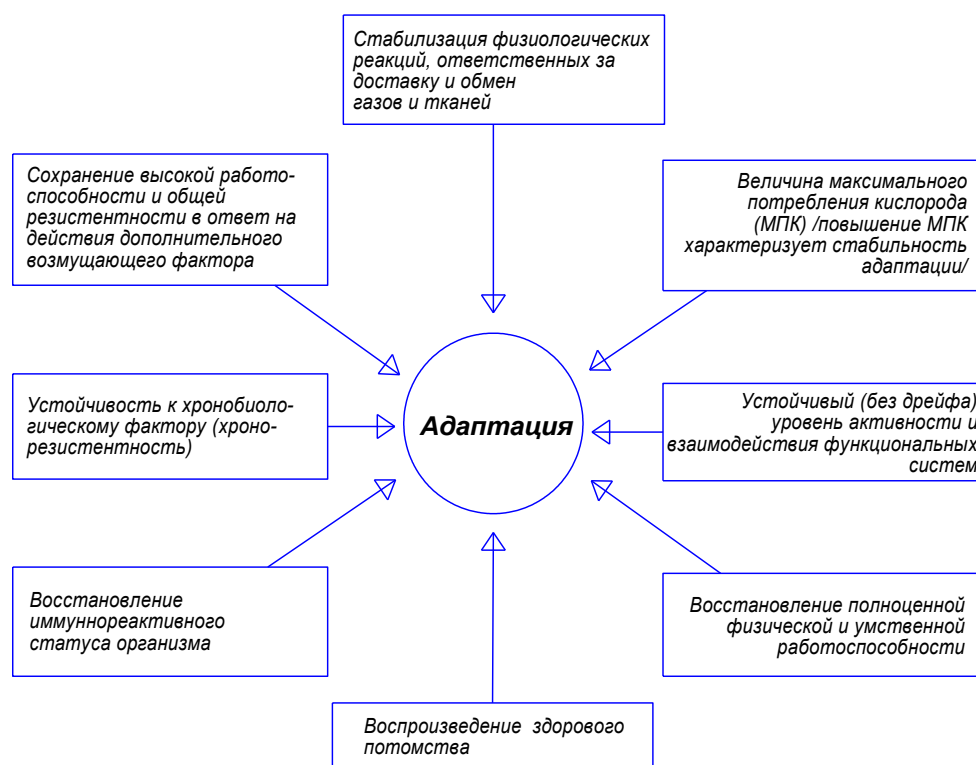 Стабилизация физиологических
реакций, ответственных за
доставку и обмен
газов и тканей
Сохранение высокой работо-
способности и общей
резистентности в ответ на
действия дополнительного
возмущающего фактора
Величина максимального
потребления кислорода
(МПК) /повышение МПК
характеризует стабильность
адаптации/
Устойчивость к хронобиоло-
гическому фактору (хроно-
резистентность)
Адаптация
Устойчивый (без дрейфа)
уровень активности и
взаимодействия функциональных
систем
Восстановление
иммуннореактивного
статуса организма
Восстановление полноценной
физической и умственной
работоспособности
Воспроизведение здорового
потомства